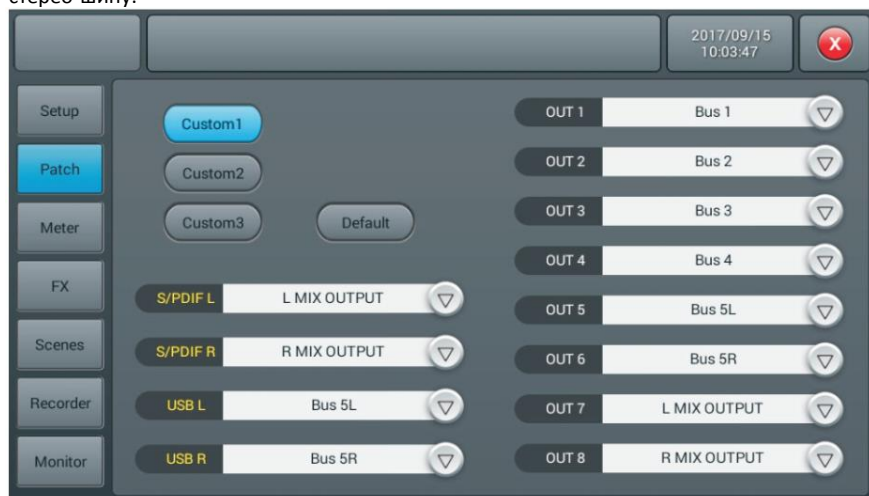 стерео шину.
2017/09/15
10:03:47
X
Setup
Patch
Meter
FX
Scenes
Recorder
Monitor
Custom1
Custom2
Custom3 Default
S/PDIF L L MIX OUTPUT
S/PDIF R R MIX OUTPUT
USB L Bus 5L
USB R Bus 5R
OUT 1 Bus 1
OUT 2 Bus 2
OUT 3 Bus 3
OUT 4 Bus 4
OUT 5 Bus 5L
OUT 6 Bus 5R
OUT 7 L MIX OUTPUT
OUT 8 R MIX OUTPUT